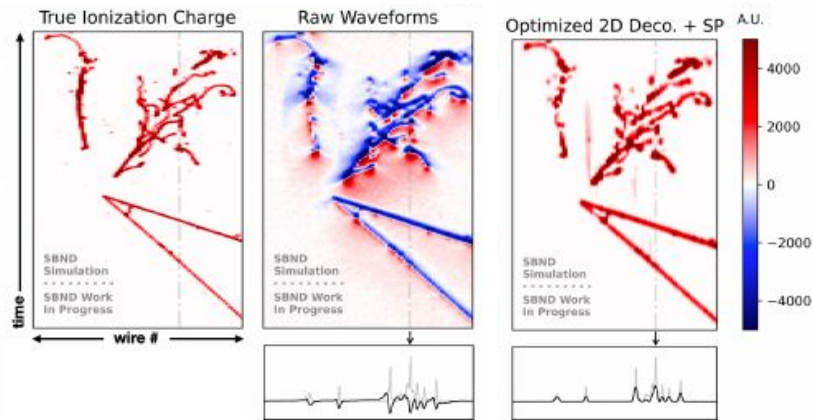 True Ionization Charge
Raw Waveforms
Optimized 2D Deco. + SP
A.U.
4000
2000
0
−2000
−4000
time
SBND
Simulation
SBND Work
In Progress
SBND
Simulation
SBND Work
In Progress
SBND
Simulation
SBND Work
In Progress
wire #